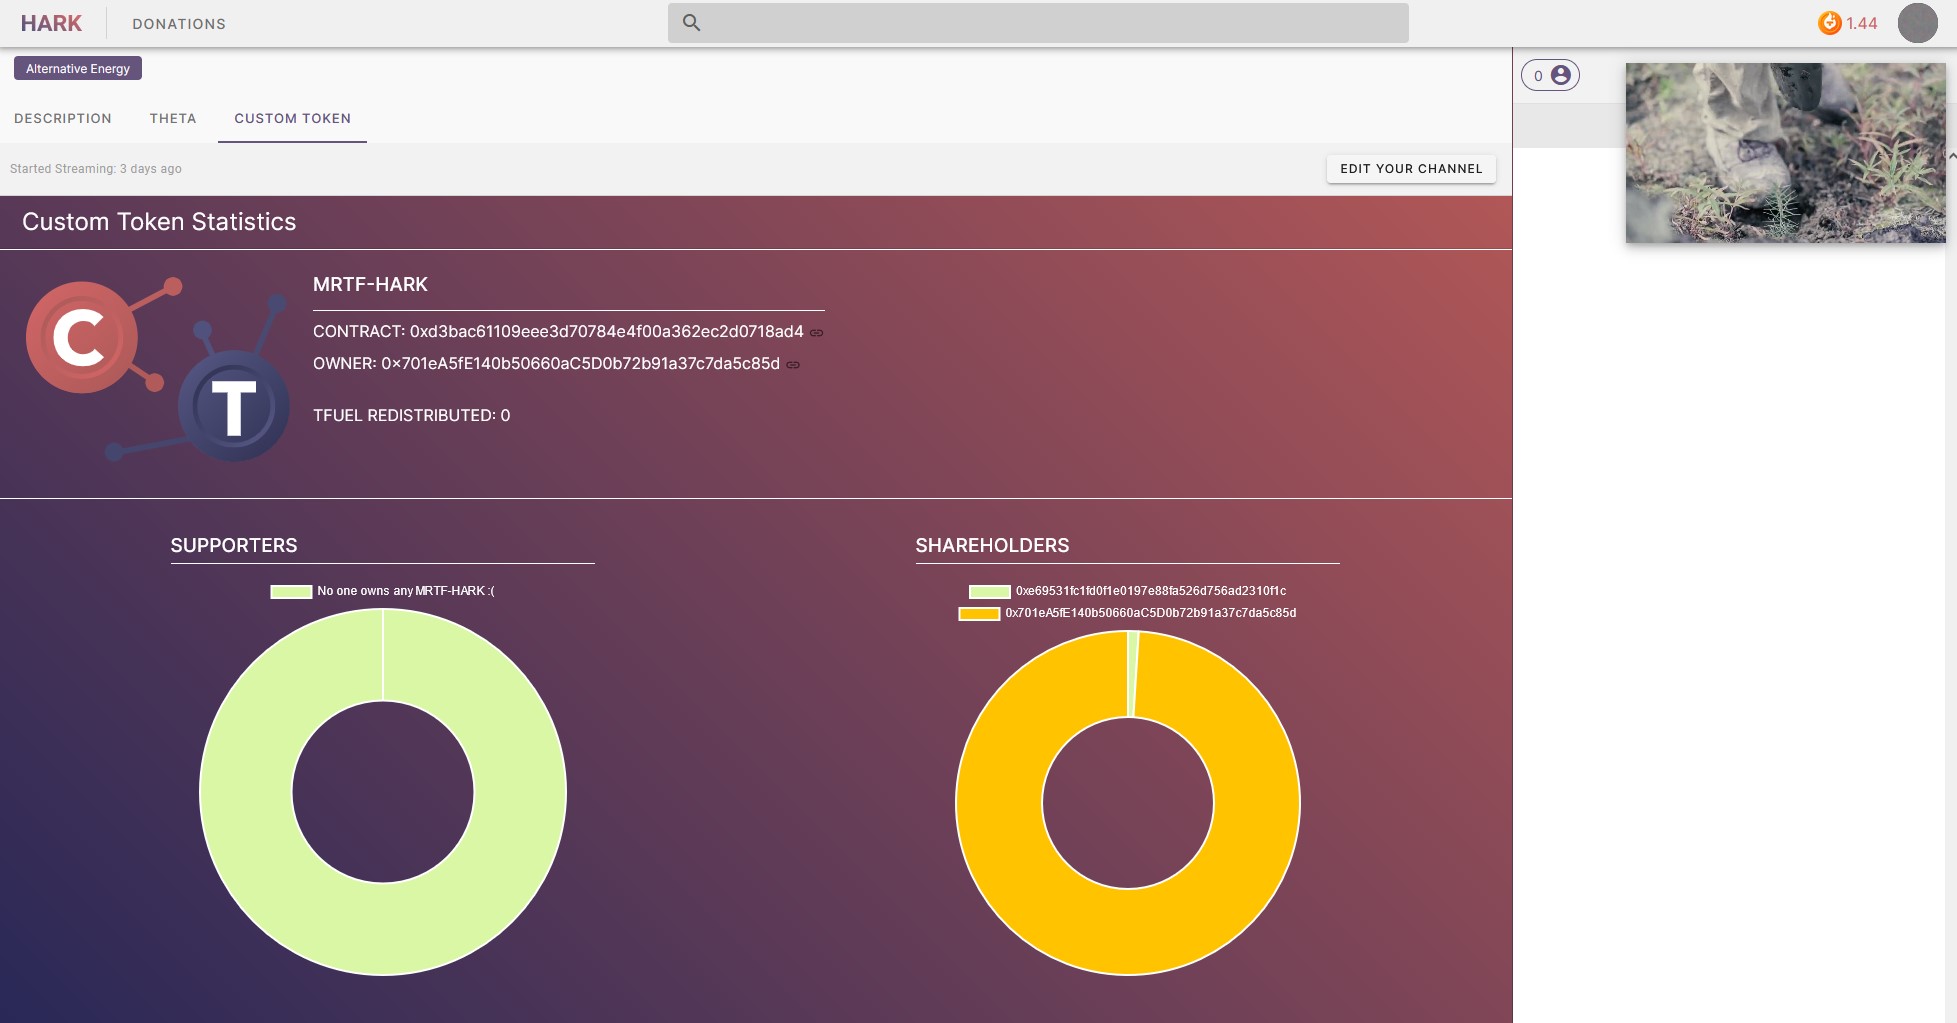 HARK
DONATIONS
1.44
Alternative Energy
0
DESCRIPTION THETA CUSTOM TOKEN
Started Streaming: 3 days ago
EDIT YOUR CHANNEL
Custom Token Statistics
C
T
MRTF-HARK
CONTRACT: 0xd3bac61109eee3d70784e4f00a362ec2d0718ad4
OWNER: 0×701eA5fE140b50660aC5D0b72b91a37c7da5c85d
TFUEL REDISTRIBUTED: 0
SUPPORTERS
No one owns any MRTF-HARK :(
SHAREHOLDERS
0xe69531fc1fd0f1e0197e88fa526d756ad2310f1c
0x701eA5fE140b50660aC5D0b72b91a37c7da5c85d